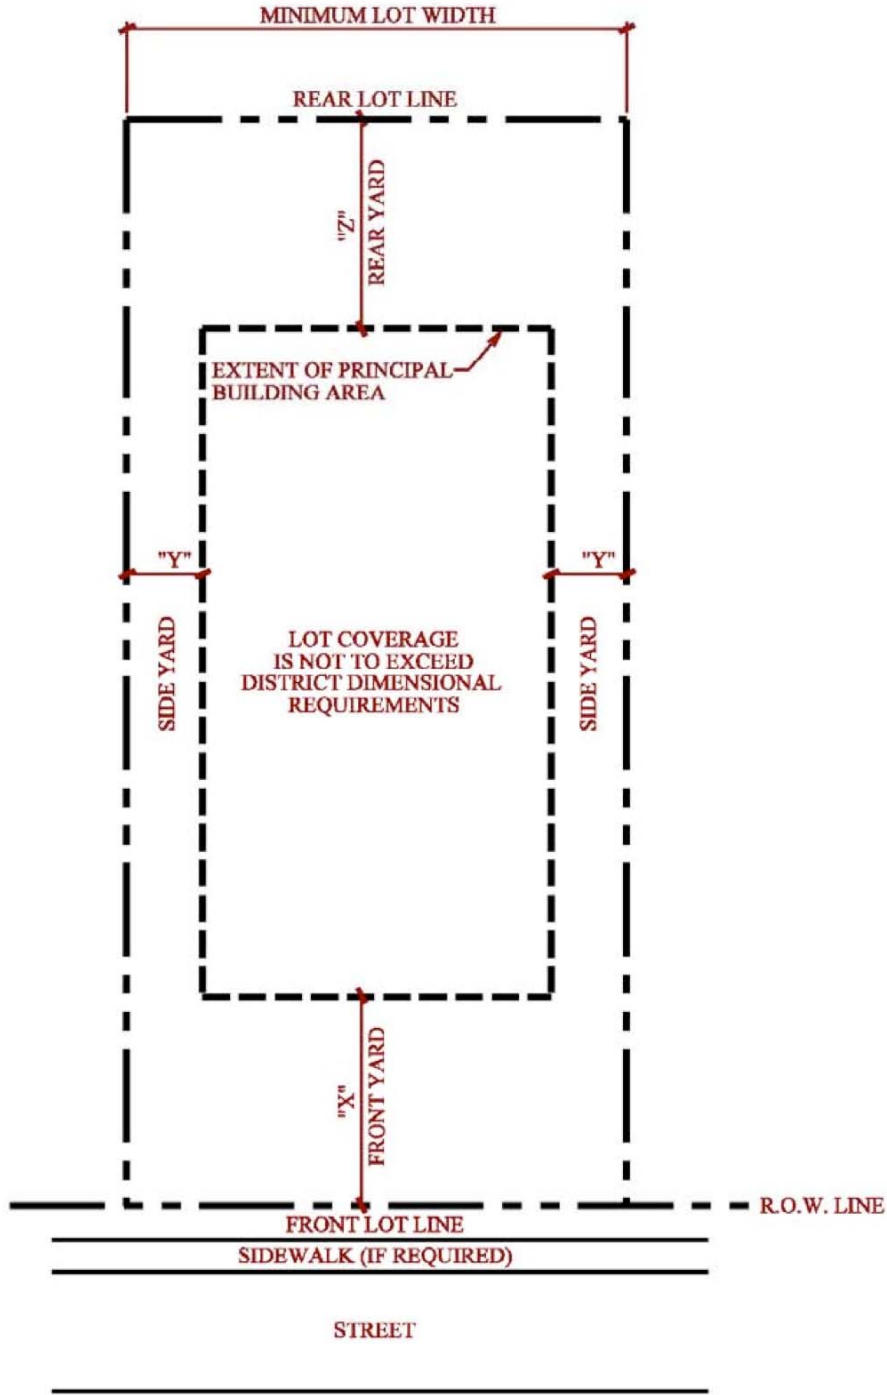 MINIMUM LOT WIDTH
REAR LOT LINE
"Z"
REAR YARD
EXTENT OF PRINCIPAL
BUILDING AREA
"Y"
"Y"
SIDE YARD
LOT COVERAGE
IS NOT TO EXCEED
DISTRICT DIMENSIONAL
REQUIREMENTS
SIDE YARD
"X"
FRONT YARD
R.O.W. LINE
FRONT LOT LINE
SIDEWALK (IF REQUIRED)
STREET